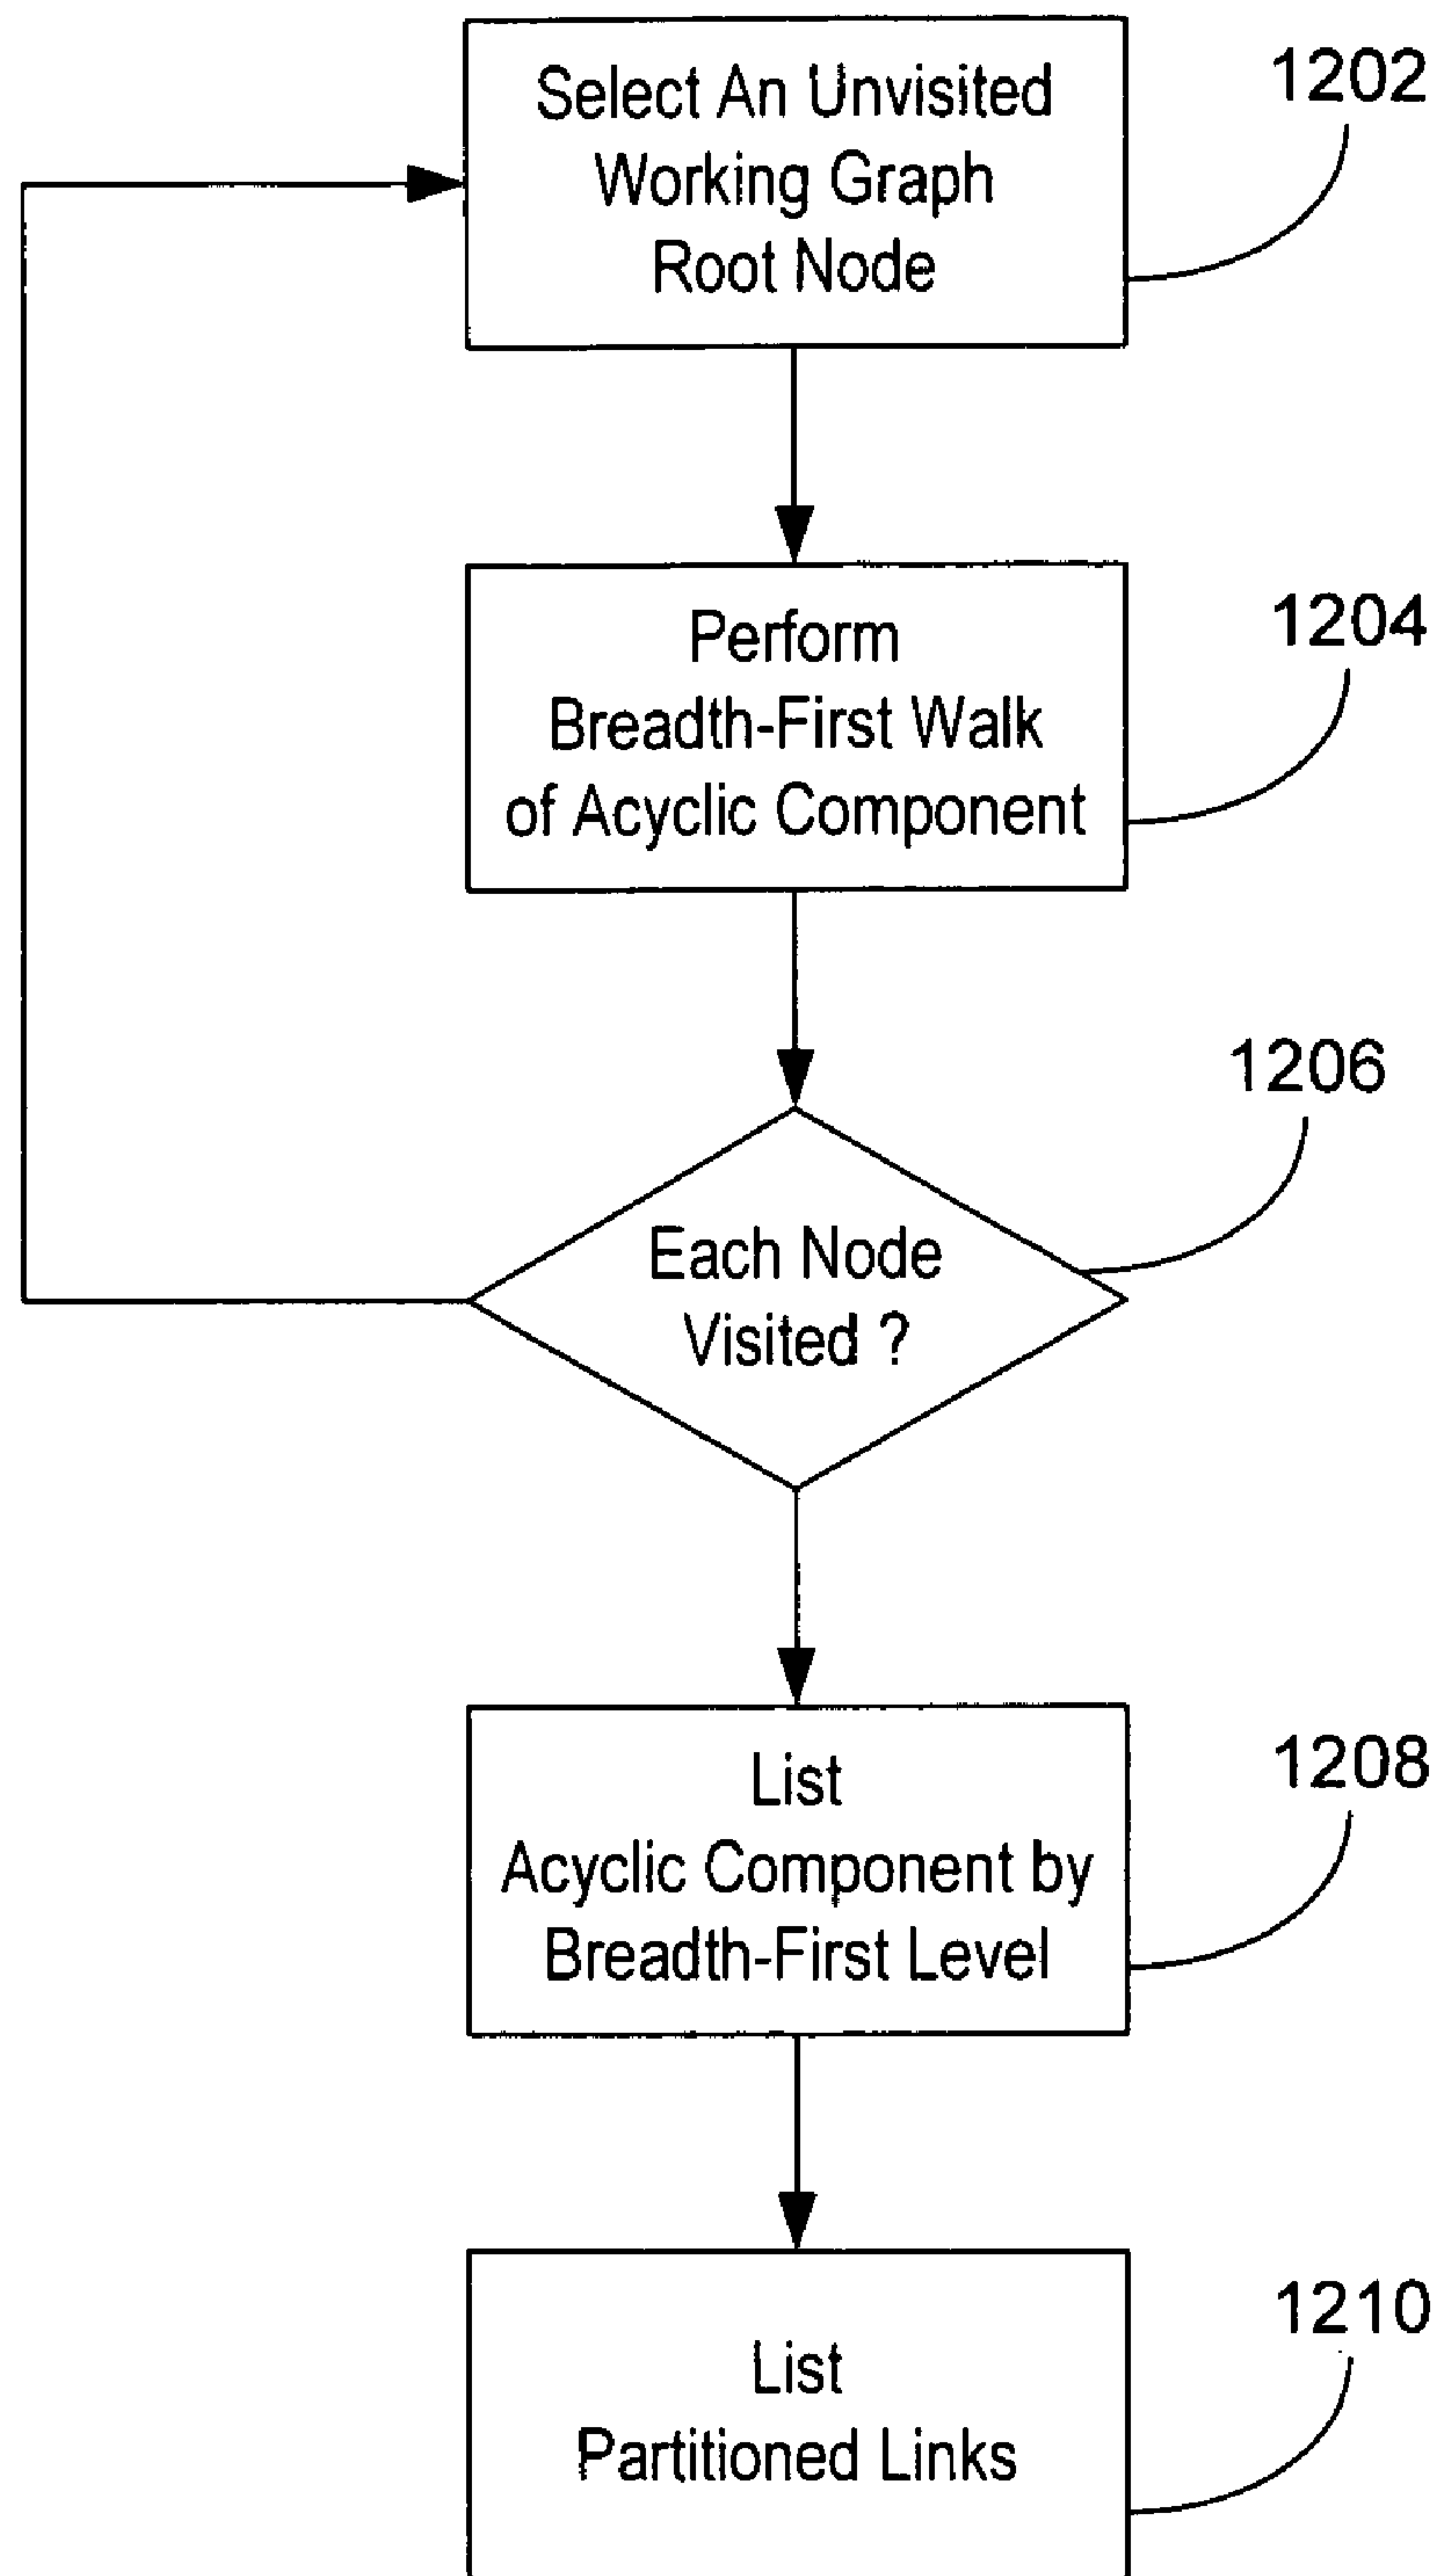 Select An Unvisited
Working Graph
Root Node
1202
Perform
Breadth-First Walk
of Acyclic Component
1204
Each Node
Visited ?
1206
List
Acyclic Component by
Breadth-First Level
1208
List
Partitioned Links
1210